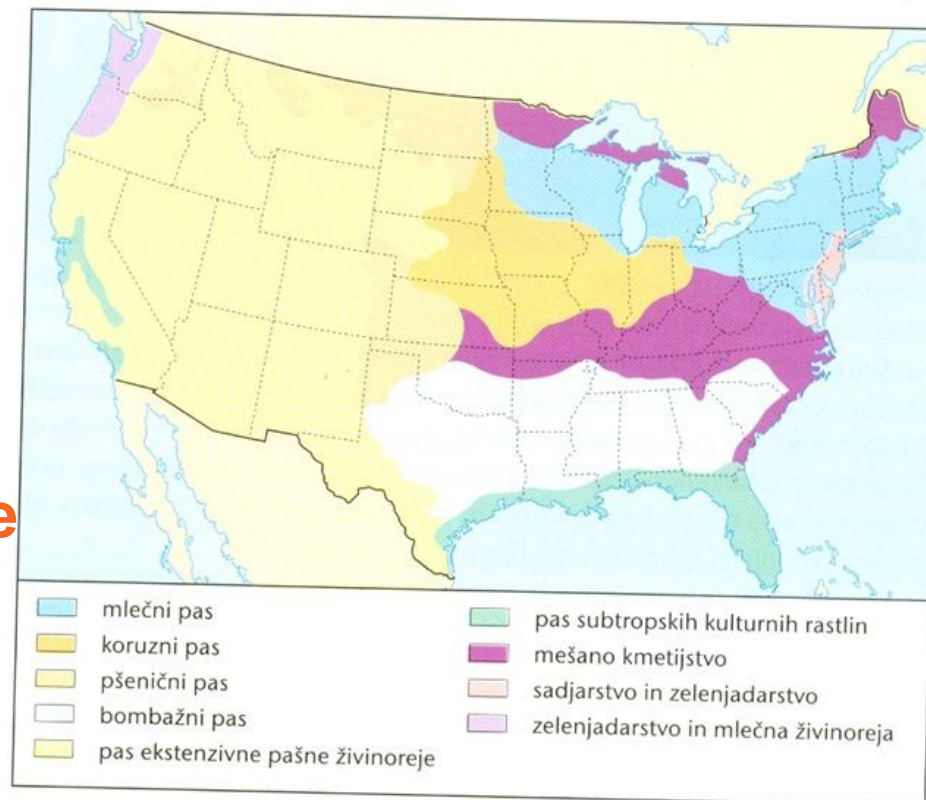 e
mlečni pas
koruzni pas
pšenični pas
bombažni pas
pas ekstenzivne pašne živinoreje
pas subtropskih kulturnih rastlin
mešano kmetijstvo
sadjarstvo in zelenjadarstvo
zelenjadarstvo in mlečna živinoreja